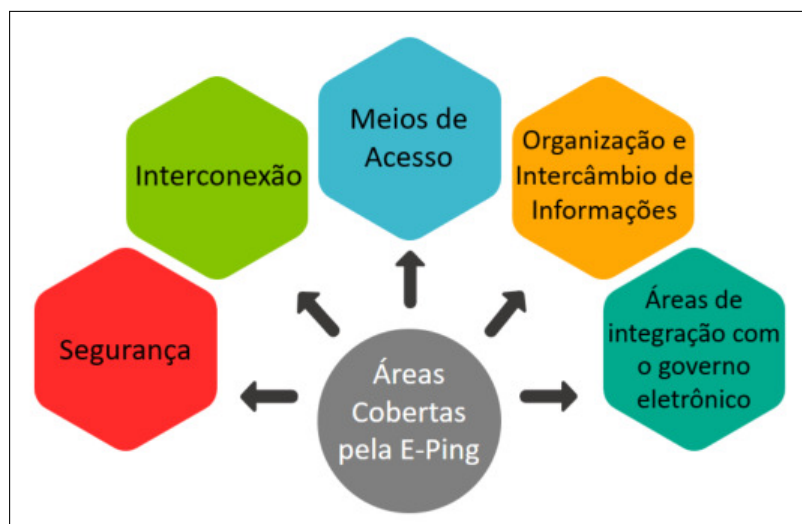 Segurança
Interconexão
Meios de
Acesso
Organização e
Intercâmbio de
Informações
Áreas de
integração com
o governo
eletrônico
Áreas
Cobertas
pela E-Ping